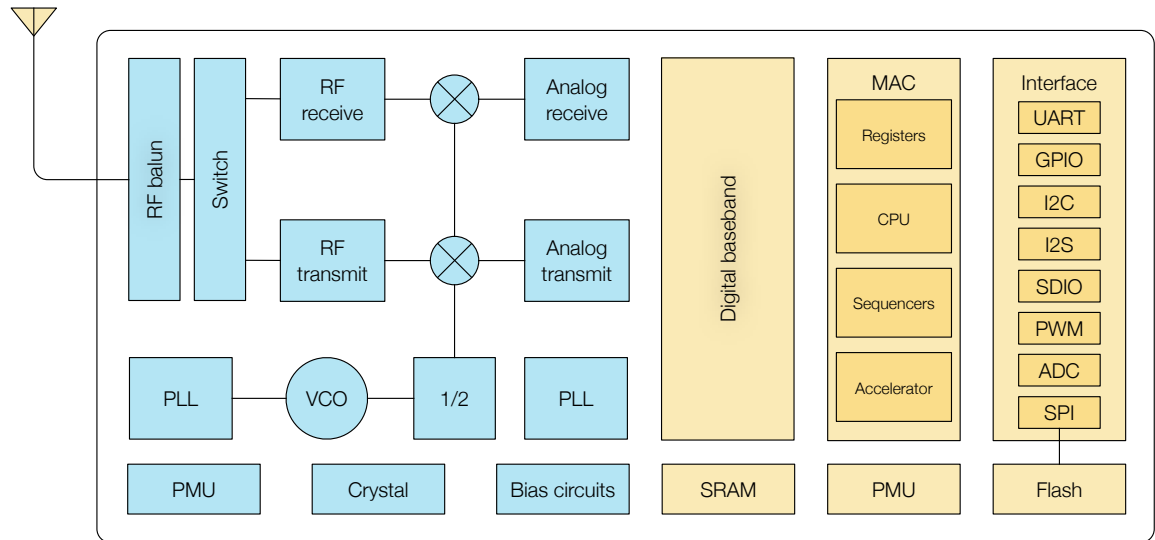 RF balun
Switch
RF
receive
Analog
receive
RF
transmit
Analog
transmit
PLL
VCO
1/2
PLL
PMU
Crystal
Bias circuits
Digital baseband
SRAM
MAC
Registers
CPU
Sequencers
Accelerator
PMU
Interface
UART
GPIO
I2C
I2S
SDIO
PWM
ADC
SPI
Flash